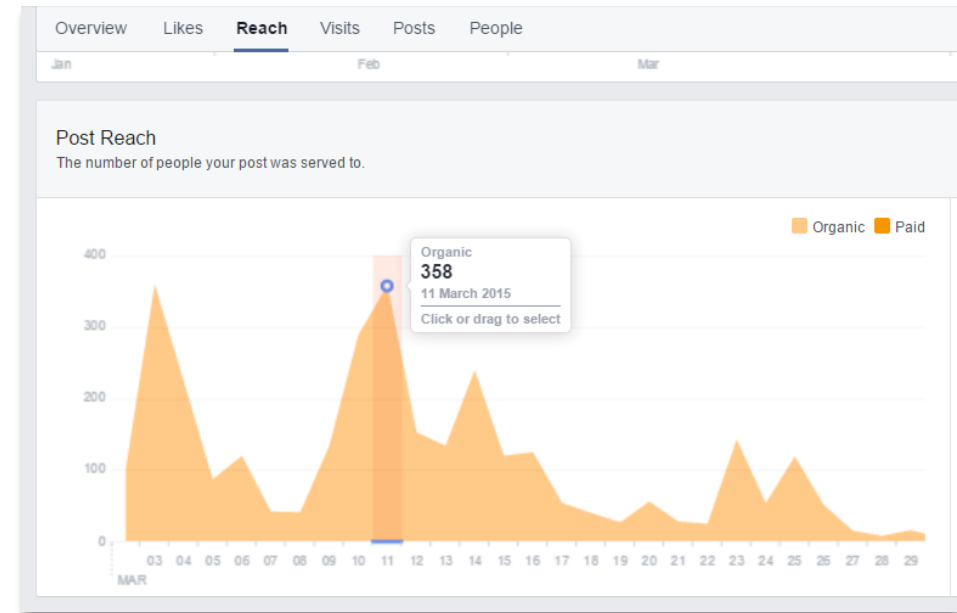 Overview Likes Reach Visits Posts People
Jan Feb Mar
Post Reach
The number of people your post was served to.
Organic Paid
400
Organic
358
11 March 2015
Click or drag to select
300
200
100
0
03 04 05 06 07 08 09 10 11 12 13 14 15 16 17 18 19 20 21 22 23 24 25 26 27 28 29
MAR